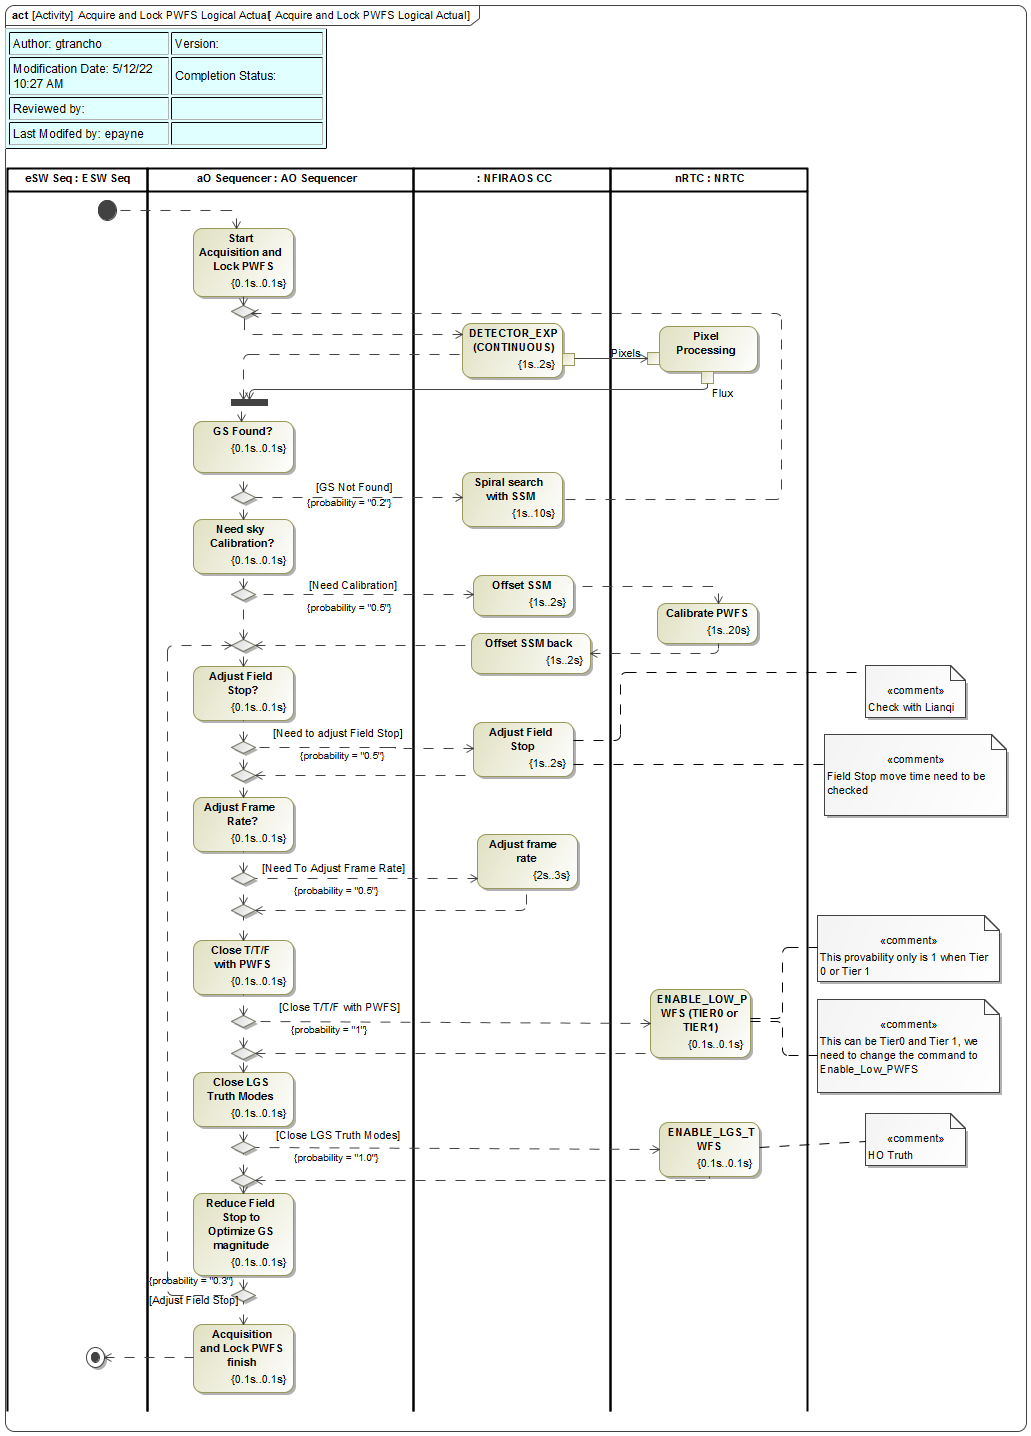 act [Activity] Acquire and Lock PWFS Logical Actual[ Acquire and Lock PWFS Logical Actual]
Author: gtrancho
Version:
Modification Date: 5/12/22
10:27 AM
Completion Status:
Reviewed by:
Last Modifed by: epayne
eSW Seq : ESW Seq
aO Sequencer : AO Sequencer
: NFIRAOS CC
nRTC : NRTC
Start
Acquisition and
Lock PWFS
{0.1s..0.1s}
DETECTOR_EXP
(CONTINUOUS)
{1s..2s}
Pixels
Pixel
Processing
Flux
GS Found?
{0.1s..0.1s}
[GS Not Found]
{probability = "0.2"}
Spiral search
with SSM
{1s..10s}
Need sky
Calibration?
{0.1s..0.1s}
[Need Calibration]
{probability = "0.5"}
Offset SSM
{1s..2s}
Calibrate PWFS
{1s..20s}
Offset SSM back
{1s..2s}
Adjust Field
Stop?
{0.1s..0.1s}
«comment»
Check with Lianqi
[Need to adjust Field Stop]
{probability = "0.5"}
Adjust Field
Stop
{1s..2s}
«comment»
Field Stop move time need to be
checked
Adjust Frame
Rate?
{0.1s..0.1s}
[Need To Adjust Frame Rate]
{probability = "0.5"}
Adjust frame
rate
{2s..3s}
Close T/T/F
with PWFS
{0.1s..0.1s}
«comment»
This provability only is 1 when Tier
0 or Tier 1
[Close T/T/F with PWFS]
{probability = "1"}
ENABLE_LOW_P
WFS (TIER0 or
TIER1)
{0.1s..0.1s}
«comment»
This can be Tier0 and Tier 1, we
need to change the command to
Enable_Low_PWFS
Close LGS
Truth Modes
{0.1s..0.1s}
[Close LGS Truth Modes]
{probability = "1.0"}
ENABLE_LGS_T
WFS
{0.1s..0.1s}
«comment»
HO Truth
Reduce Field
Stop to
Optimize GS
magnitude
{0.1s..0.1s}
{probability = "0.3"}
[Adjust Field Stop]
Acquisition
and Lock PWFS
finish
{0.1s..0.1s}